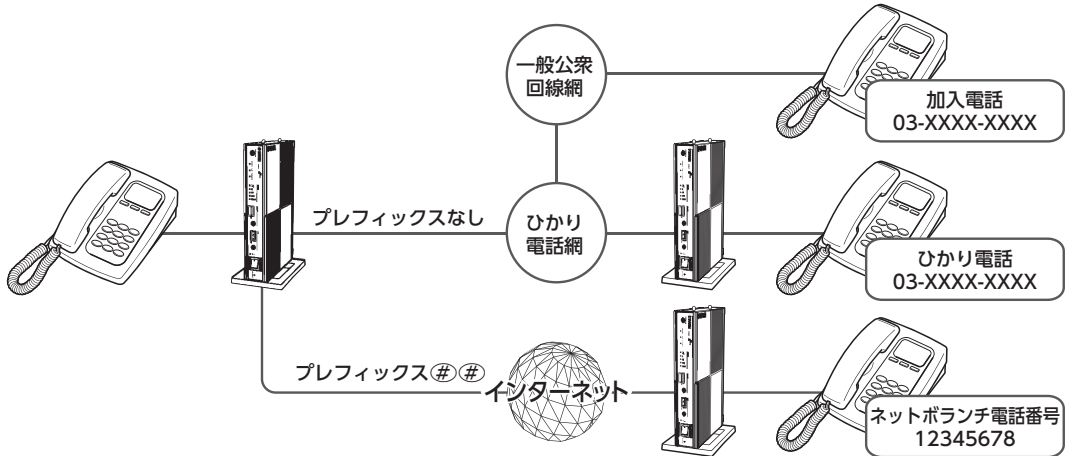 一般公衆
回線網
加入電話
03-XXXX-XXXX
プレフィックスなし
ひかり
電話網
ひかり電話
03-XXXX-XXXX
プレフィックス##
インターネット
ネットボランチ電話番号
12345678